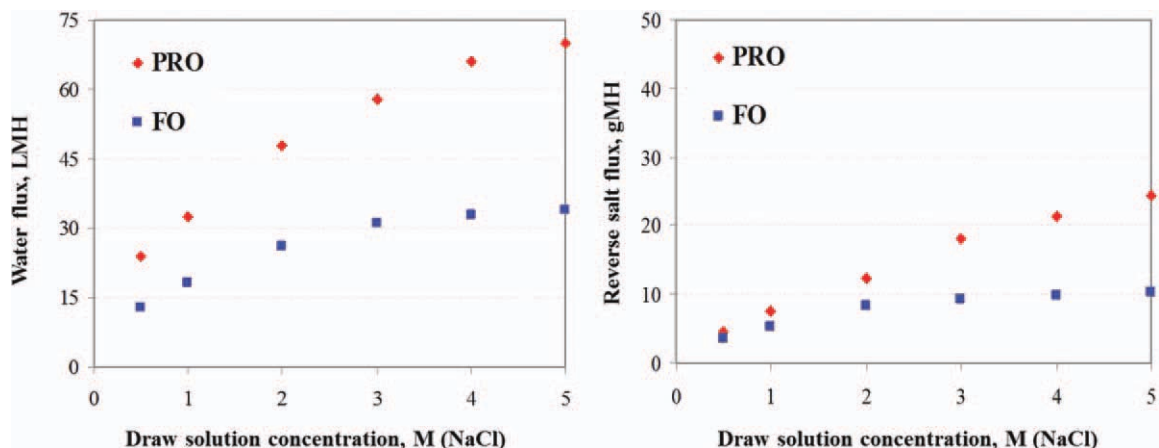 75
60
45
30
15
0
Water flux, LMH
PRO
FO
0 1 2 3 4 5
Draw solution concentration, M (NaCl)
50
40
30
20
10
0
Reverse salt flux, gMH
PRO
FO
0 1 2 3 4 5
Draw solution concentration, M (NaCl)